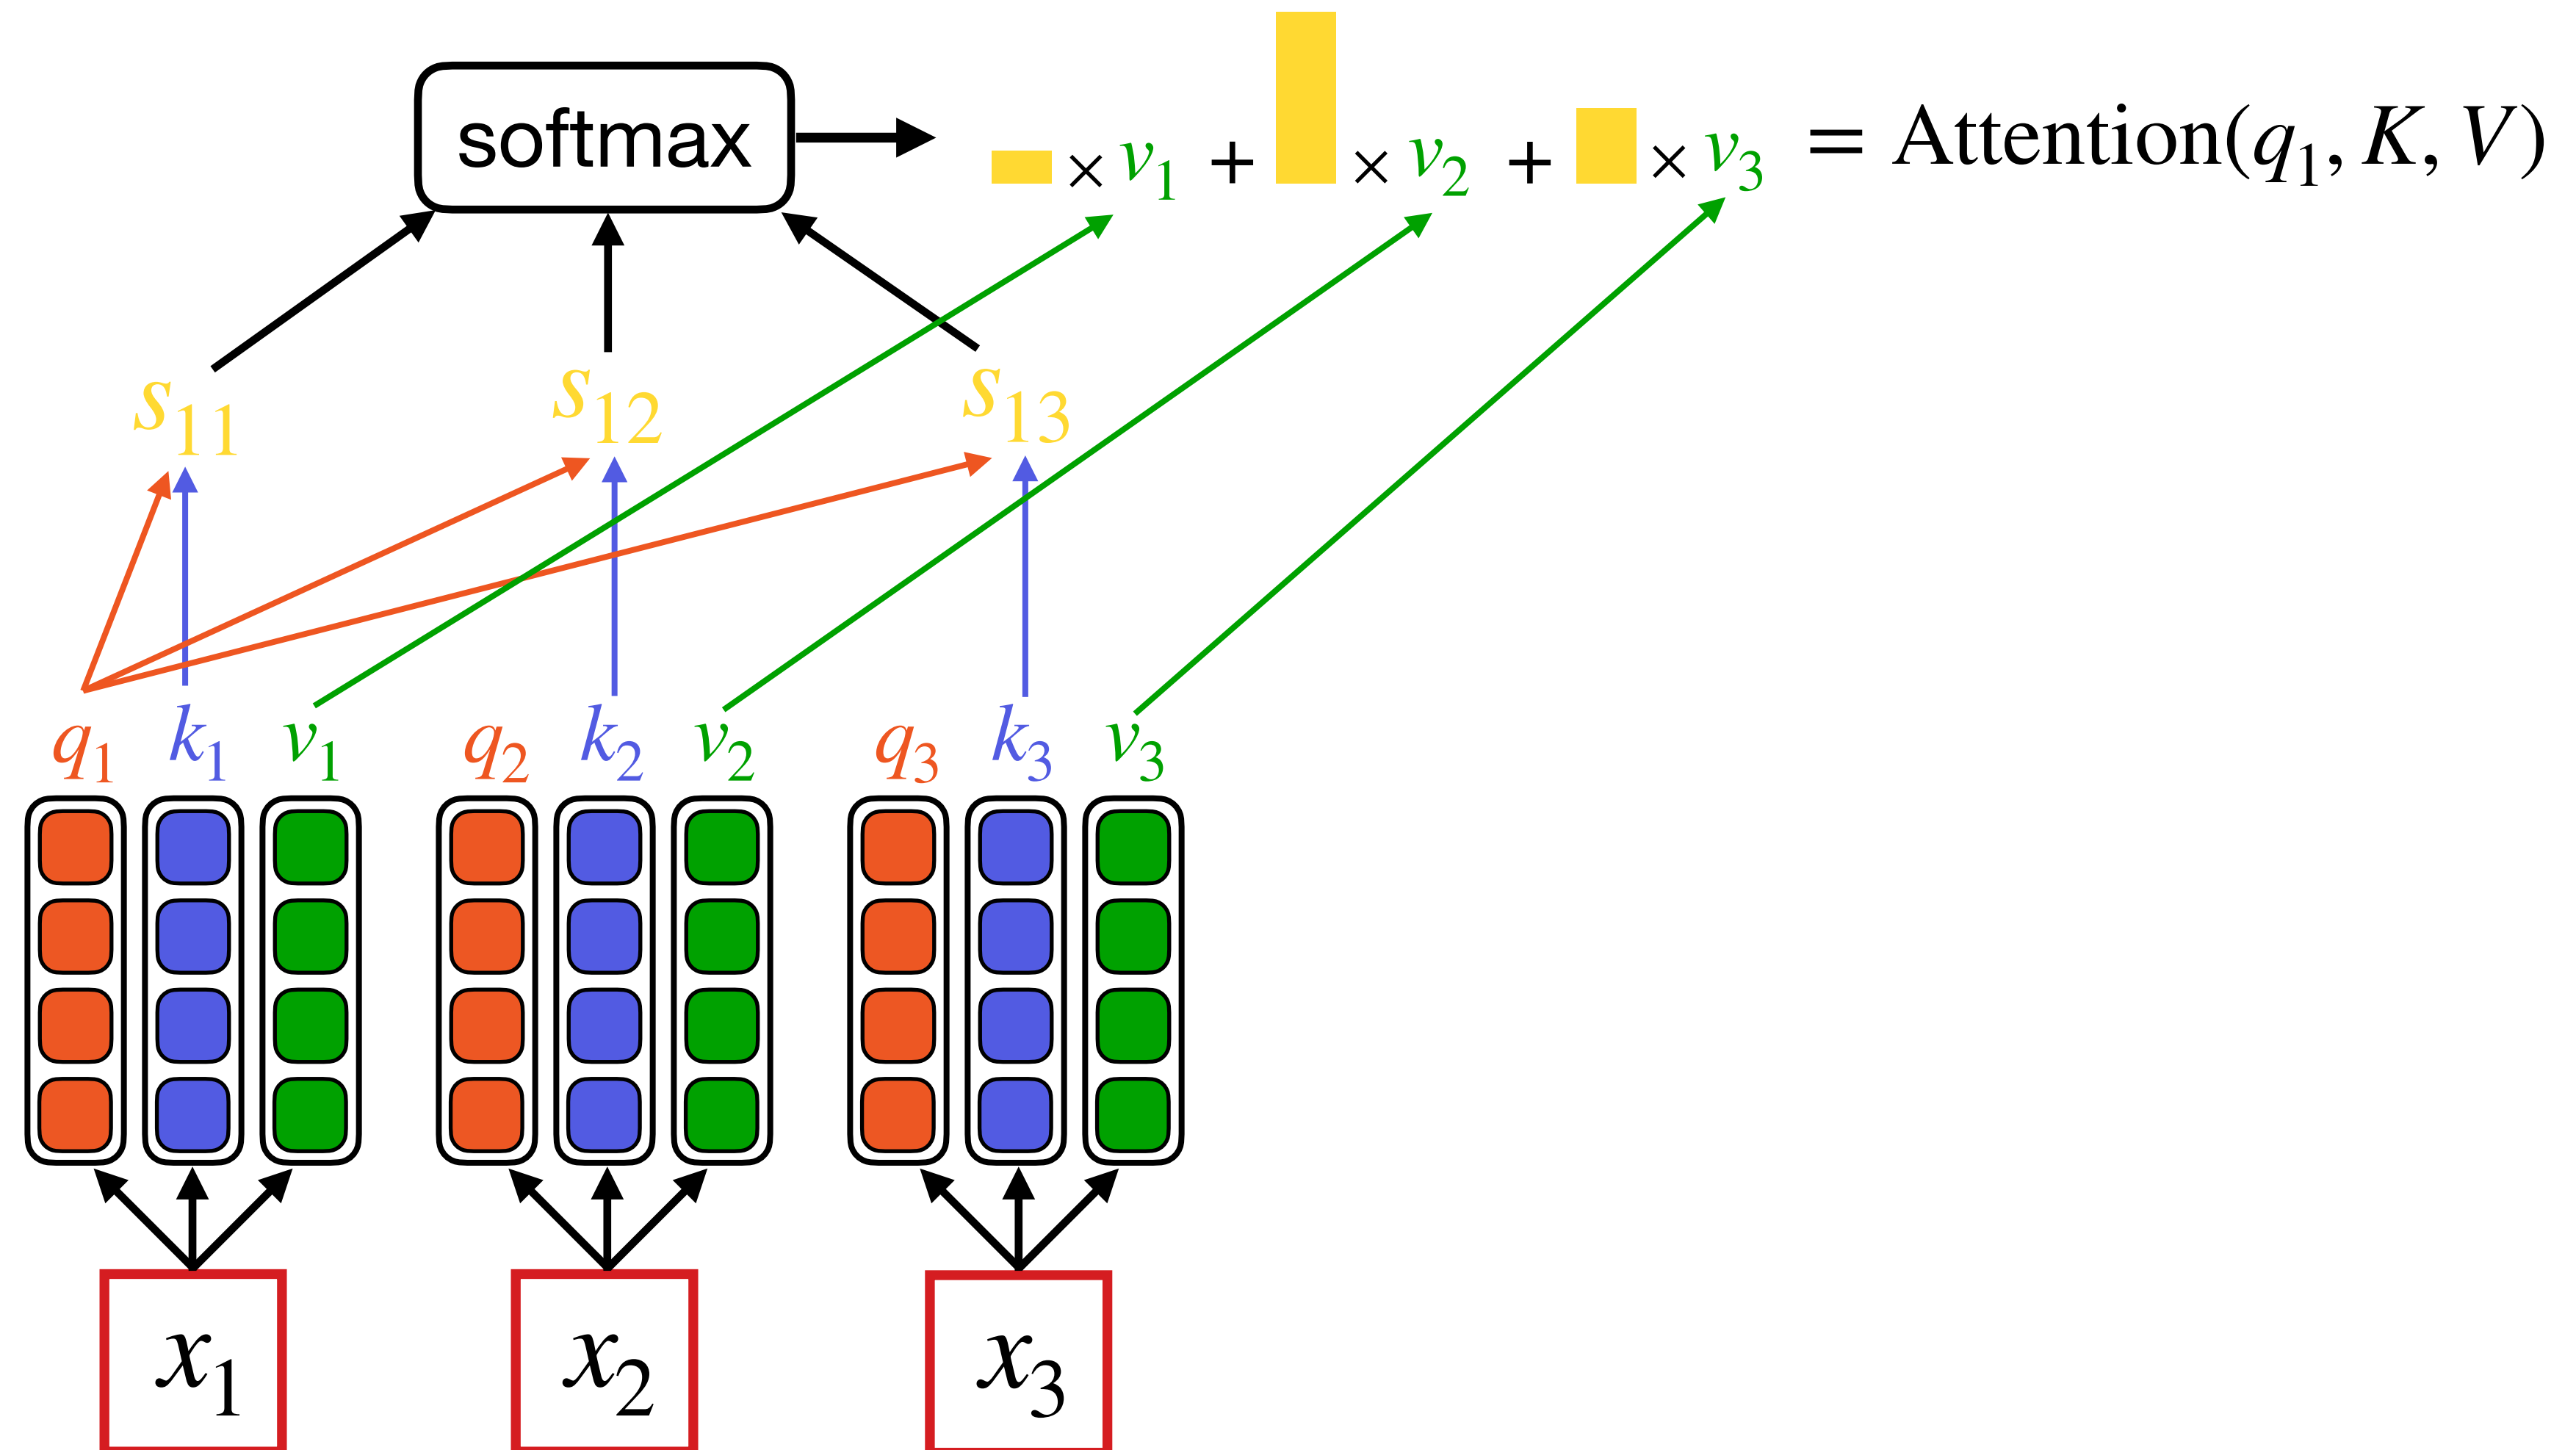 softmax
× v₁ + × v₂ + × v₃ = Attention(q₁, K, V)
s₁₁ s₁₂ s₁₃
q₁ k₁ v₁ q₂ k₂ v₂ q₃ k₃ v₃
x₁ x₂ x₃